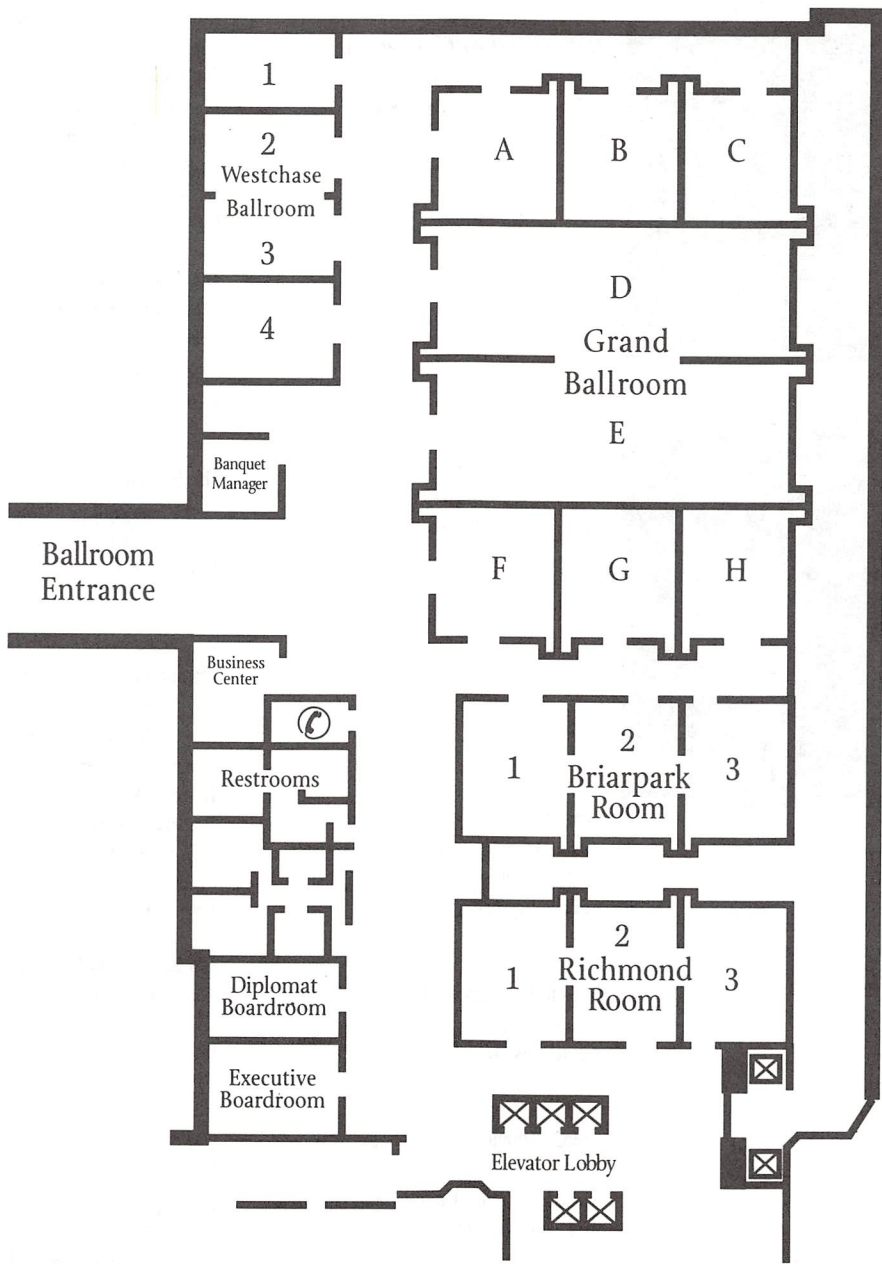 1
2
Westchase
Ballroom
3
4
A
B
C
D
Grand
Ballroom
E
F
G
H
Banquet
Manager
Ballroom
Entrance
Business
Center
Restrooms
1
2
Briarpark
Room
3
1
2
Richmond
Room
3
Diplomat
Boardroom
Executive
Boardroom
Elevator Lobby